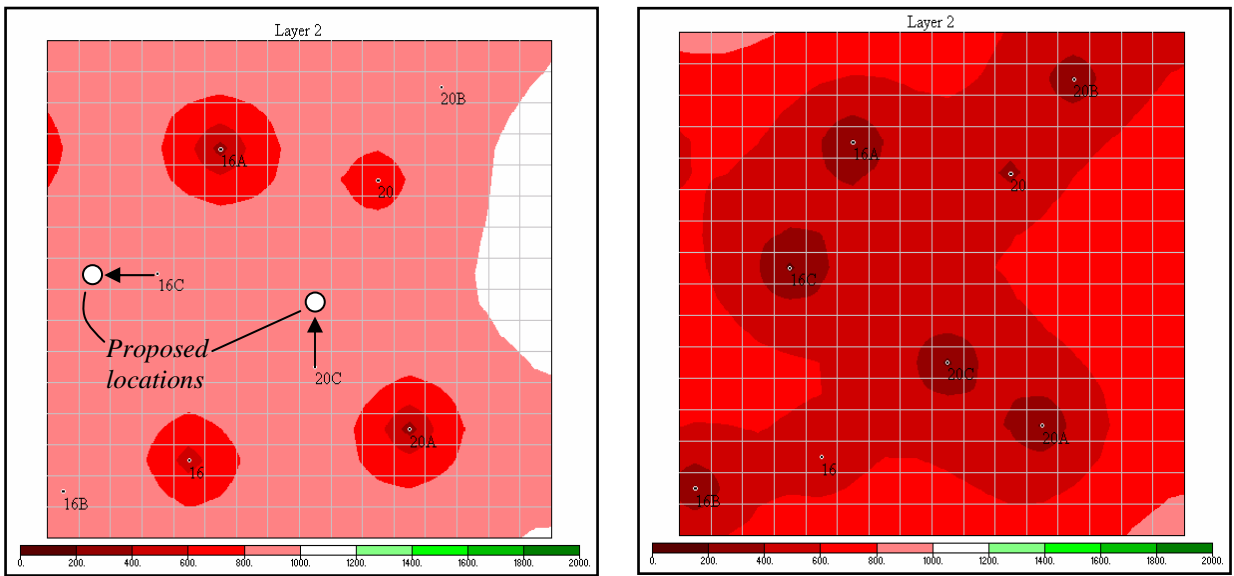 Layer 2
20B
16A
20
16C
Proposed
locations
20C
20A
16
16B
0. 200. 400. 600. 800. 1000. 1200. 1400. 1600. 1800. 2000.
Layer 2
20B
16A
20
16C
20C
20A
16
16B
0. 200. 400. 600. 800. 1000. 1200. 1400. 1600. 1800. 2000.